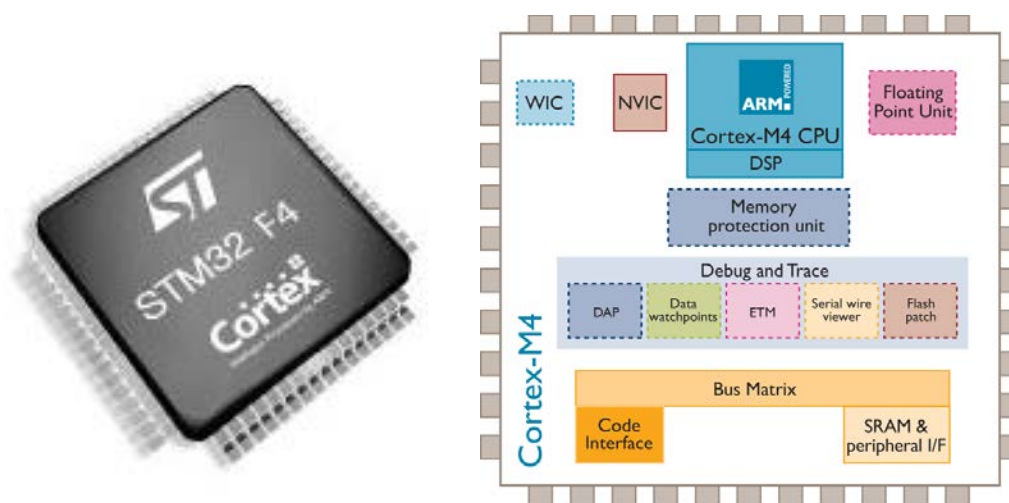 ST
STM32 F4
Cortex
WIC
NVIC
ARM
POWERED
Cortex-M4 CPU
DSP
Floating
Point Unit
Memory
protection unit
Debug and Trace
DAP
Data
watchpoints
ETM
Serial wire
viewer
Flash
patch
Cortex-M4
Bus Matrix
Code
Interface
SRAM &
peripheral I/F